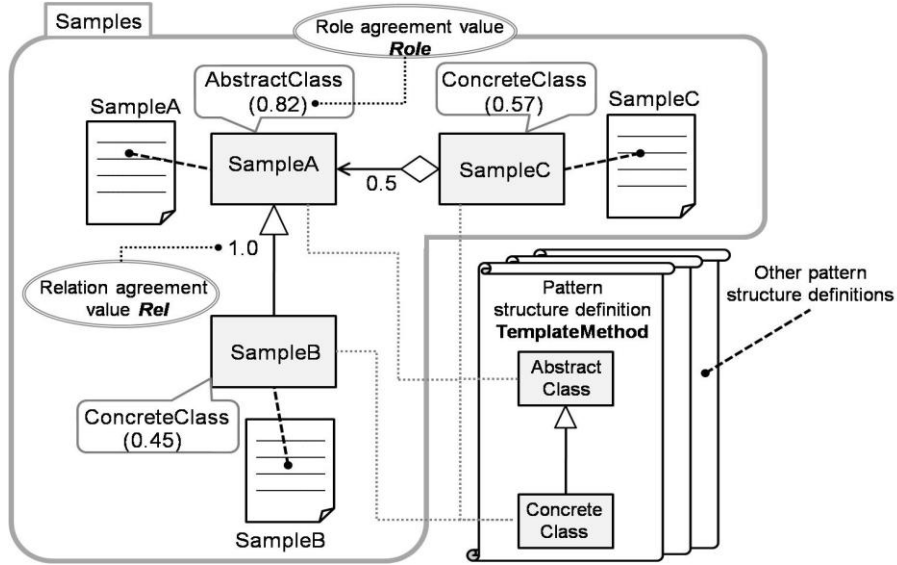 Samples
Role agreement value
Role
AbstractClass
(0.82)
ConcreteClass
(0.57)
SampleA
SampleC
SampleA
0.5
SampleC
1.0
Relation agreement
value Rel
SampleB
ConcreteClass
(0.45)
SampleB
Pattern
structure definition
TemplateMethod
Abstract
Class
Concrete
Class
Other pattern
structure definitions